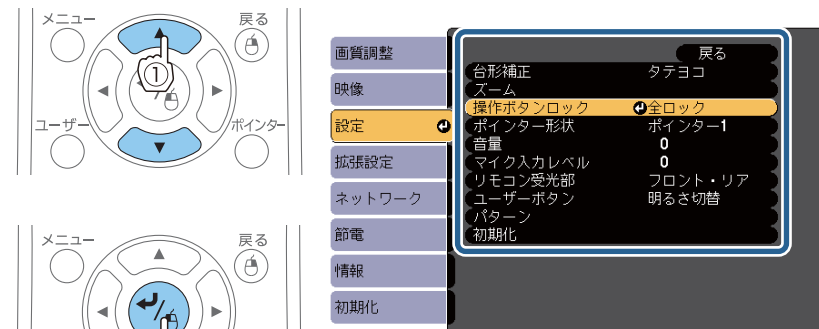 メニュー
戻る
①
ユーザー
ポインター
メニュー
戻る
画質調整
映像
設定
拡張設定
ネットワーク
節電
情報
初期化
戻る
台形補正 タテヨコ
ズーム
操作ボタンロック 全ロック
ポインター形状 ポインター1
音量 0
マイク入力レベル 0
リモコン受光部 フロント・リア
ユーザーボタン 明るさ切替
パターン
初期化